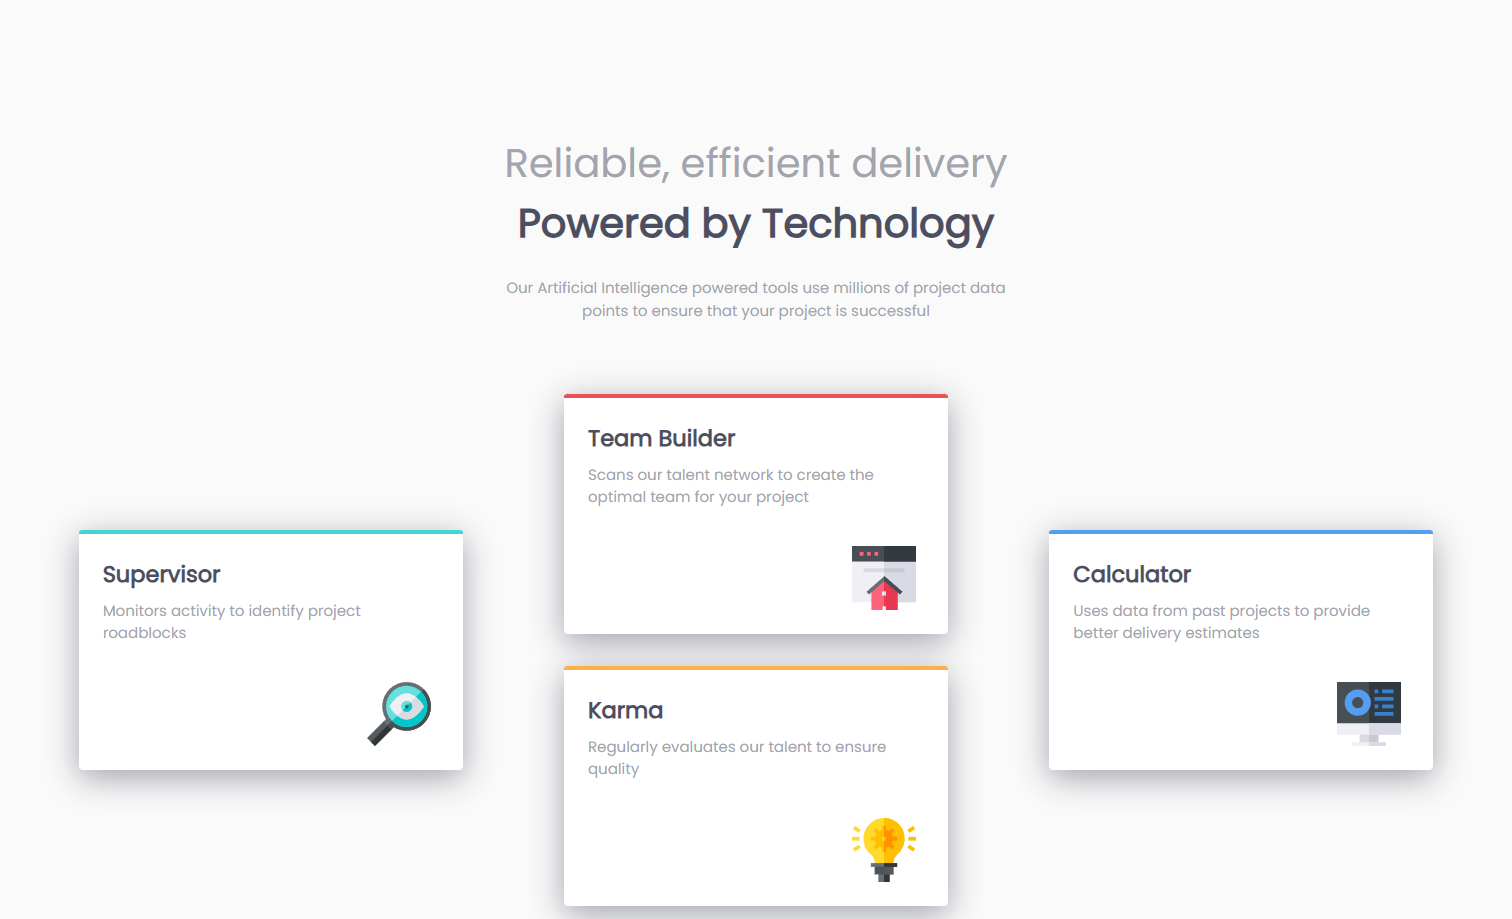 Reliable, efficient delivery
Powered by Technology
Our Artificial Intelligence powered tools use millions of project data
points to ensure that your project is successful
Team Builder
Scans our talent network to create the
optimal team for your project
Supervisor
Monitors activity to identify project
roadblocks
Calculator
Uses data from past projects to provide
better delivery estimates
Karma
Regularly evaluates our talent to ensure
quality